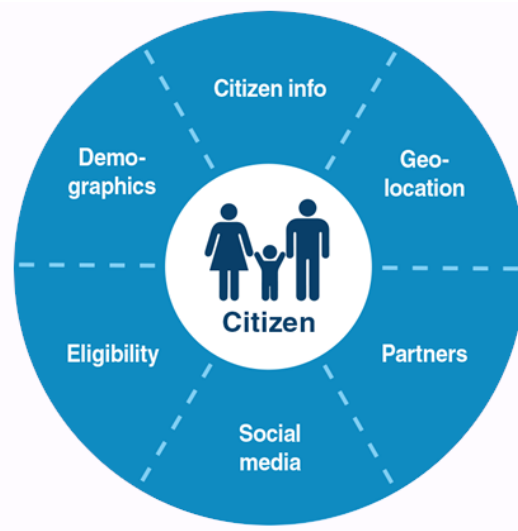 Citizen info
Demo-
graphics
Geo-
location
Citizen
Eligibility
Partners
Social
media